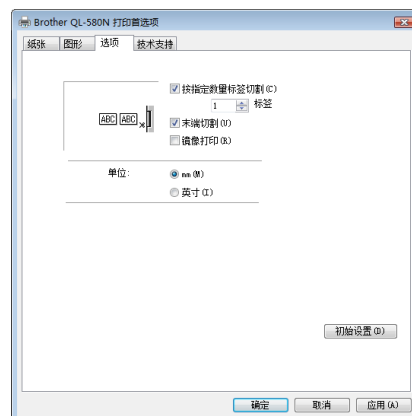 Brother QL-580N 打印首选项
纸张 图形 选项 技术支持
按指定数量标签切割(C)
1 标签
ABC ABC
末端切割(U)
镜像打印(R)
单位: mm(M)
英寸(I)
初始设置(D)
确定 取消 应用(A)